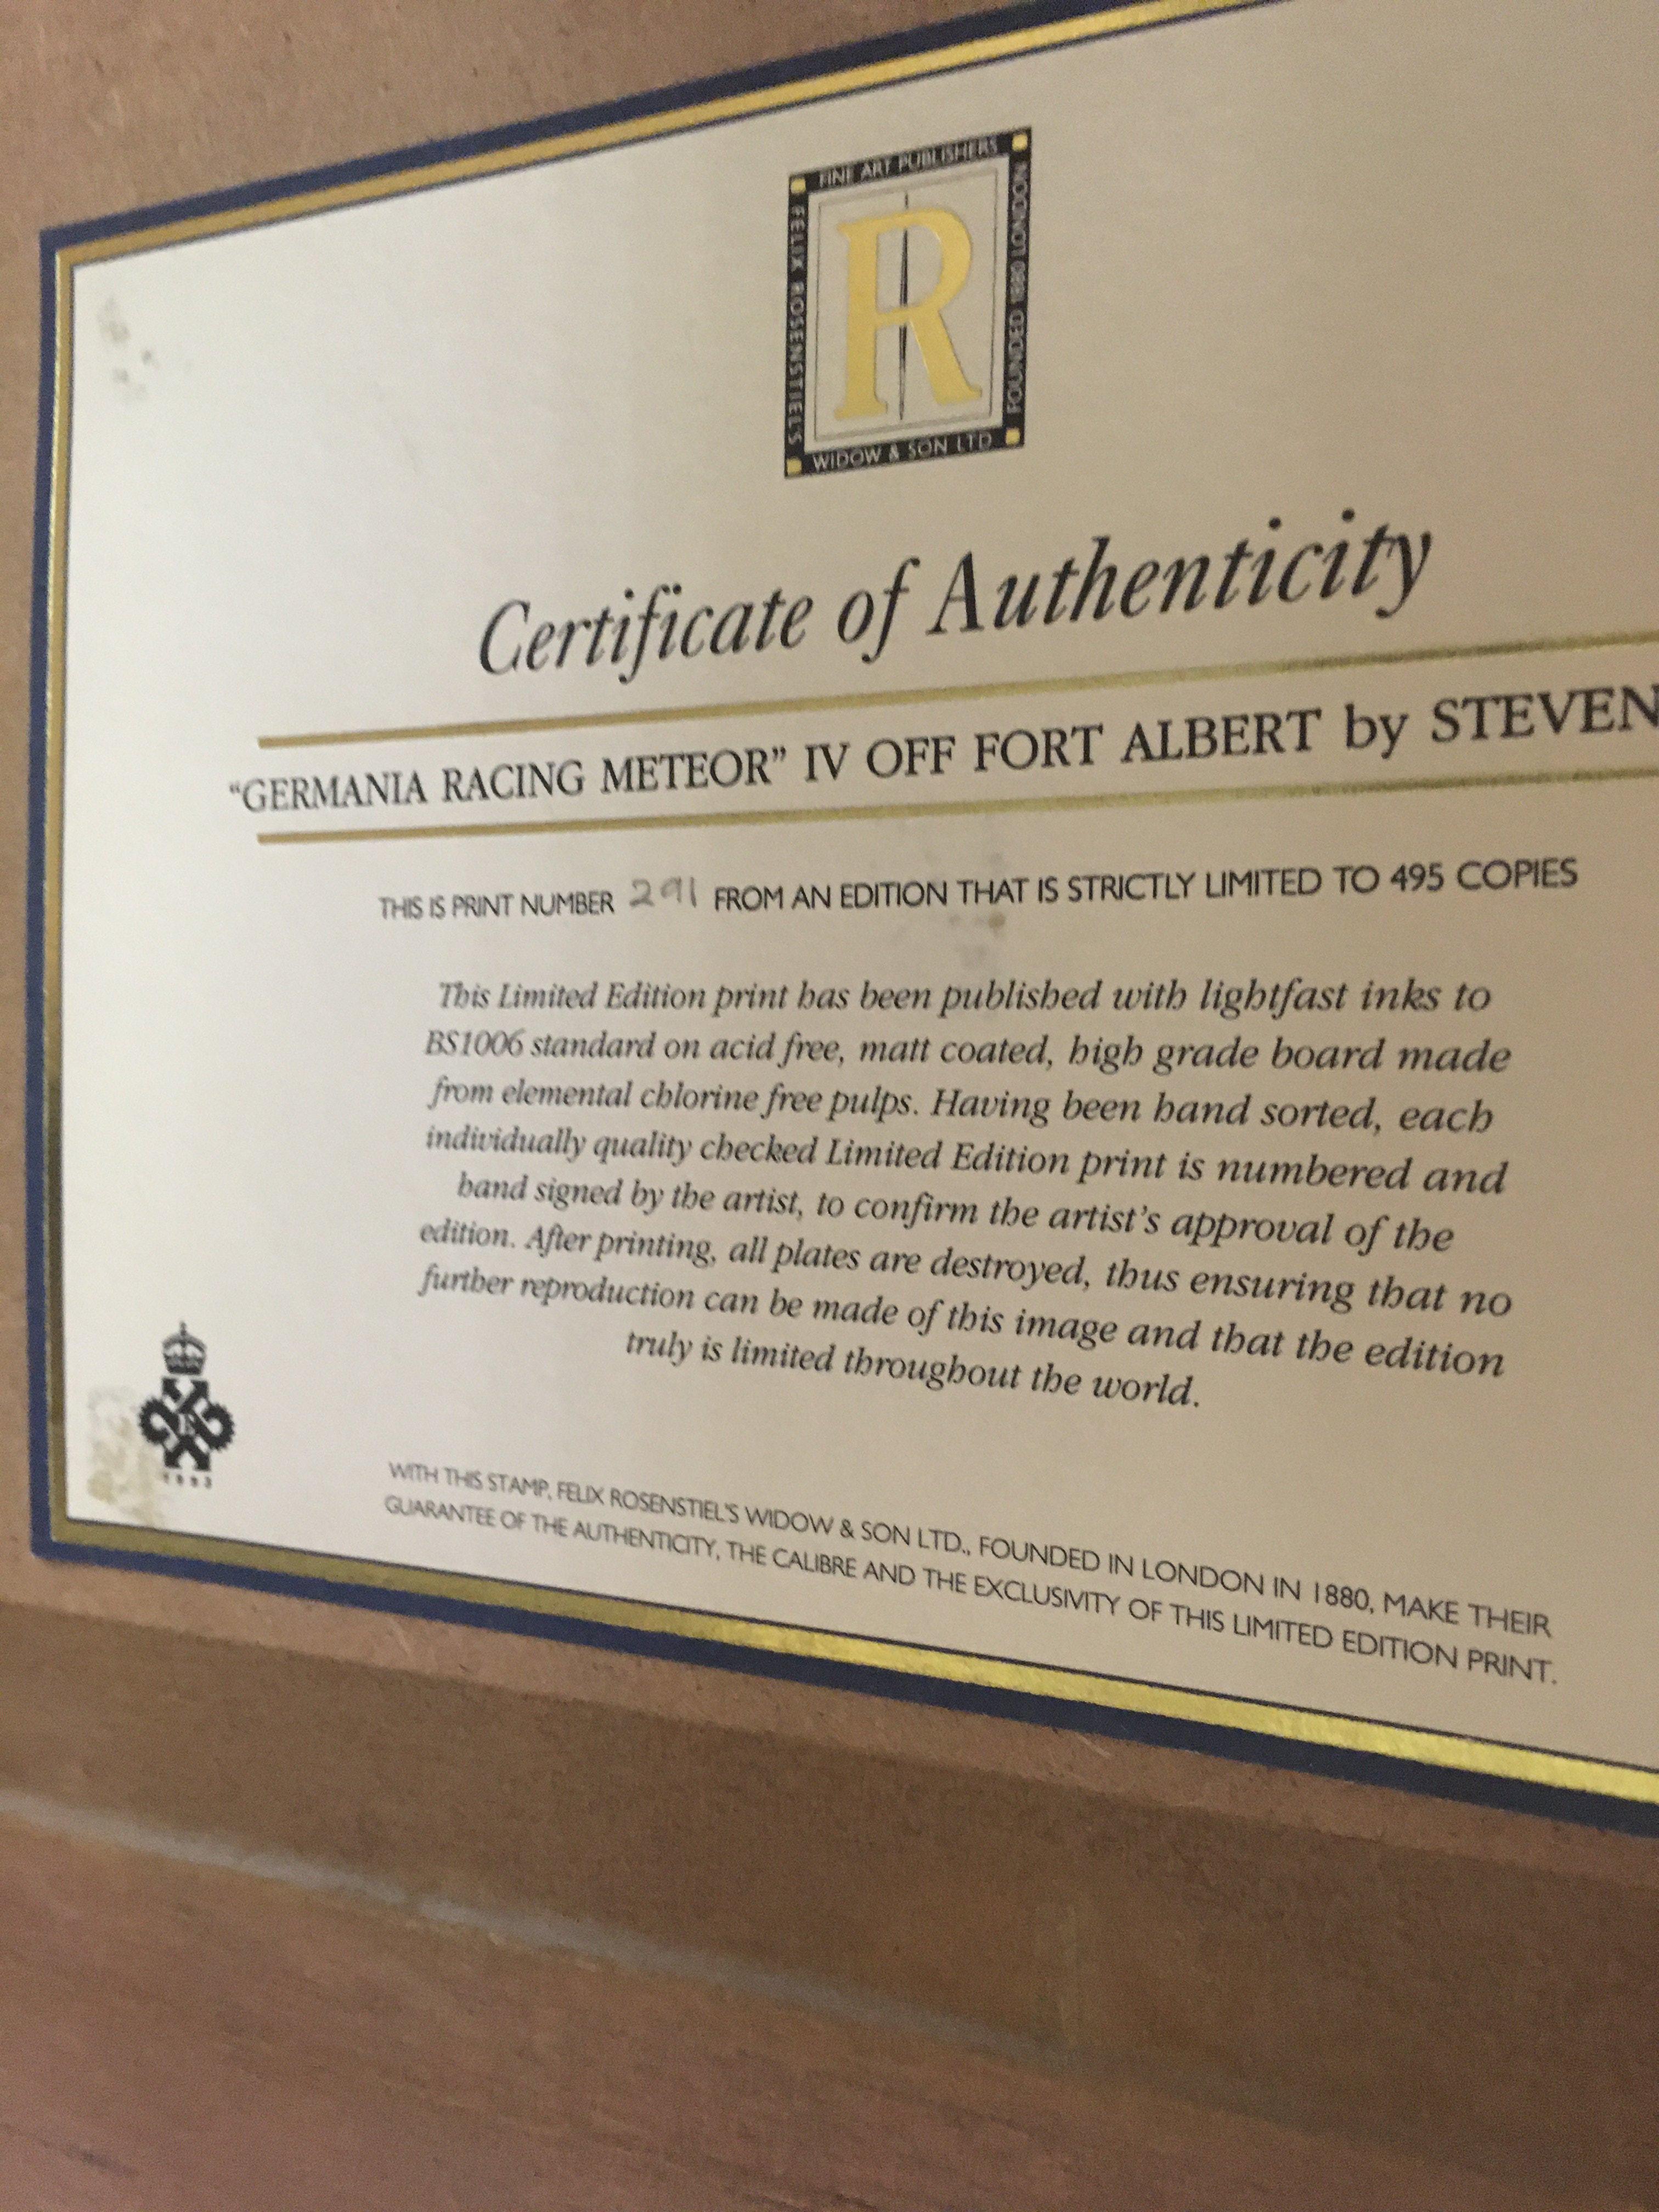 FINE ART PUBLISHERS
FELIX ROSENSTIEL'S
R
FOUNDED 1880 LONDON
WIDOW & SON LTD
Certificate of Authenticity
“GERMANIA RACING METEOR” IV OFF FORT ALBERT by STEVEN
THIS IS PRINT NUMBER 291 FROM AN EDITION THAT IS STRICTLY LIMITED TO 495 COPIES
This Limited Edition print has been published with lightfast inks to
BS1006 standard on acid free, matt coated, high grade board made
from elemental chlorine free pulps. Having been hand sorted, each
individually quality checked Limited Edition print is numbered and
hand signed by the artist, to confirm the artist's approval of the
edition. After printing, all plates are destroyed, thus ensuring that no
further reproduction can be made of this image and that the edition
truly is limited throughout the world.
WITH THIS STAMP, FELIX ROSENSTIEL'S WIDOW & SON LTD., FOUNDED IN LONDON IN 1880, MAKE THEIR
GUARANTEE OF THE AUTHENTICITY, THE CALIBRE AND THE EXCLUSIVITY OF THIS LIMITED EDITION PRINT.